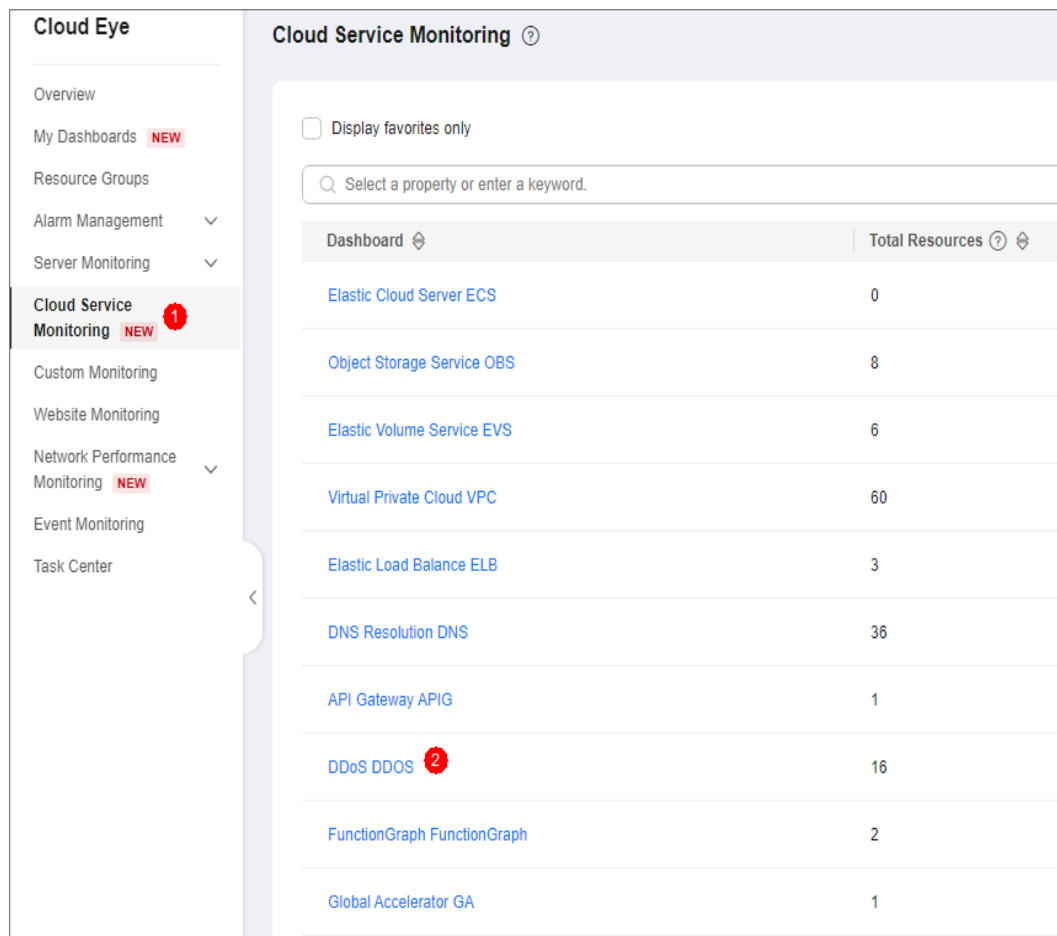 Cloud Eye
Overview
My Dashboards NEW
Resource Groups
Alarm Management
Server Monitoring
Cloud Service
Monitoring NEW
1
Custom Monitoring
Website Monitoring
Network Performance
Monitoring NEW
Event Monitoring
Task Center
Cloud Service Monitoring ?
Display favorites only
Select a property or enter a keyword.
Dashboard Total Resources ?
Elastic Cloud Server ECS 0
Object Storage Service OBS 8
Elastic Volume Service EVS 6
Virtual Private Cloud VPC 60
Elastic Load Balance ELB 3
DNS Resolution DNS 36
API Gateway APIG 1
DDoS DDOS 2 16
FunctionGraph FunctionGraph 2
Global Accelerator GA 1